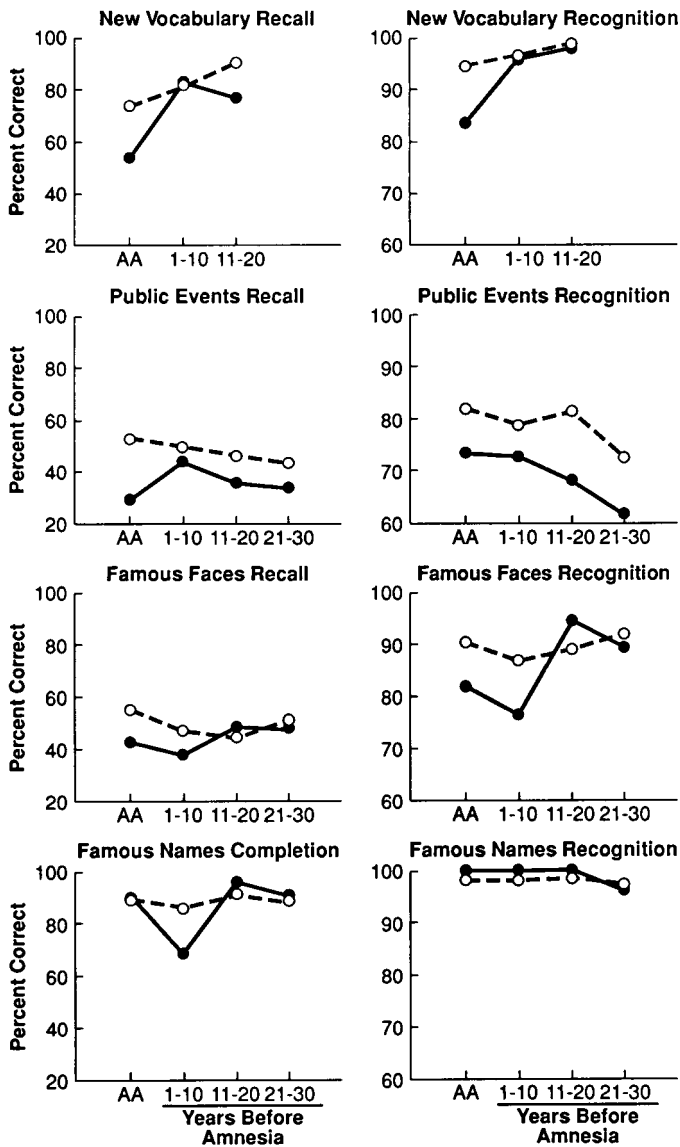 New Vocabulary Recall
Percent Correct
100
80
60
40
20
AA 1-10 11-20
New Vocabulary Recognition
100
90
80
70
60
AA 1-10 11-20
Public Events Recall
Percent Correct
100
80
60
40
20
AA 1-10 11-20 21-30
Public Events Recognition
100
90
80
70
60
AA 1-10 11-20 21-30
Famous Faces Recall
Percent Correct
100
80
60
40
20
AA 1-10 11-20 21-30
Famous Faces Recognition
100
90
80
70
60
AA 1-10 11-20 21-30
Famous Names Completion
Percent Correct
100
80
60
40
20
AA 1-10 11-20 21-30
Years Before
Amnesia
Famous Names Recognition
100
90
80
70
60
AA 1-10 11-20 21-30
Years Before
Amnesia